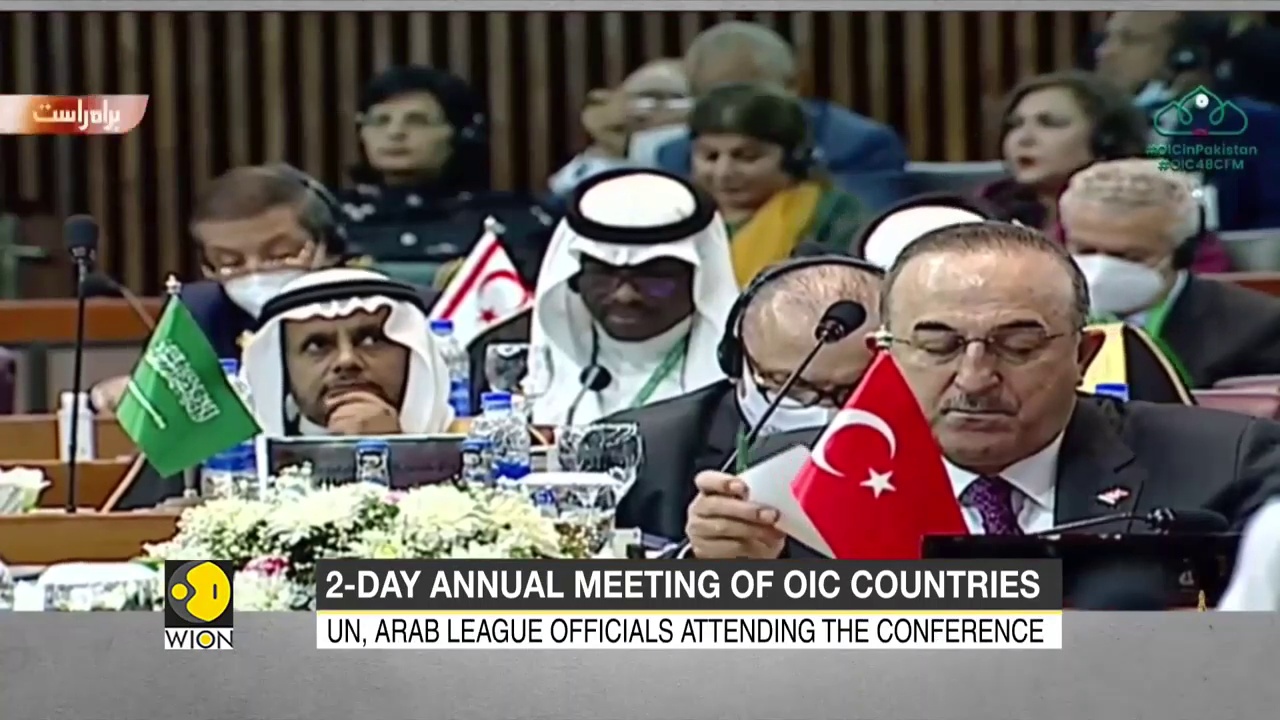 براہ راست
#OICinPakistan
#OIC48CFM
2-DAY ANNUAL MEETING OF OIC COUNTRIES
WION
UN, ARAB LEAGUE OFFICIALS ATTENDING THE CONFERENCE